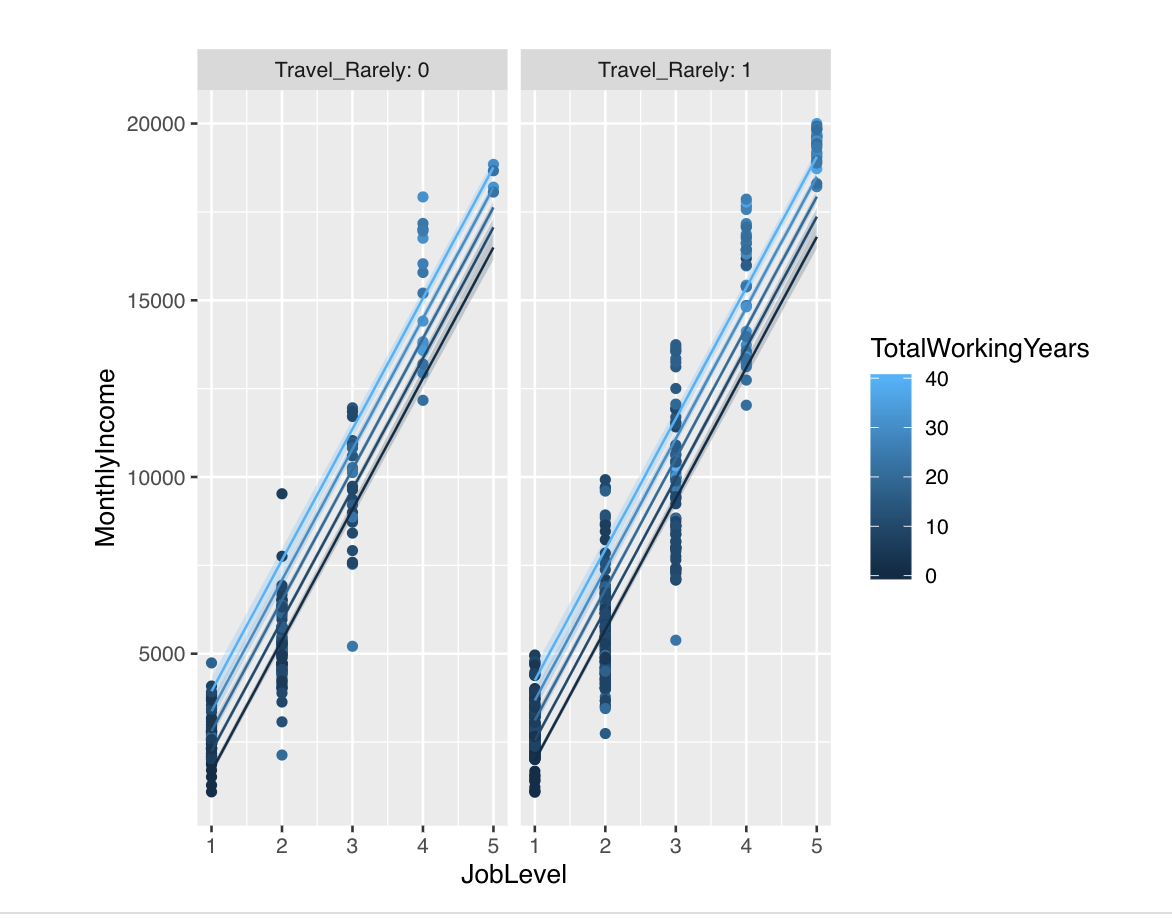 Travel_Rarely: 0
Travel_Rarely: 1
20000
15000
10000
5000
MonthlyIncome
1 2 3 4 5
1 2 3 4 5
JobLevel
TotalWorkingYears
40
30
20
10
0